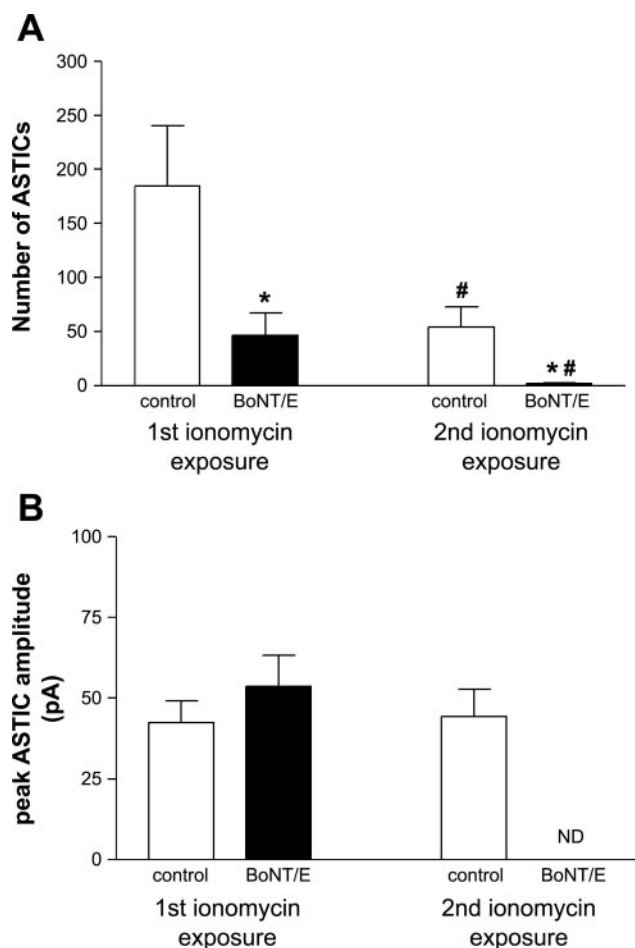 A
Number of ASTICs
300
250
200
150
100
50
0
*
#
* #
control BoNT/E control BoNT/E
1st ionomycin 2nd ionomycin
exposure exposure
B
peak ASTIC amplitude
(pA)
100
75
50
25
0
ND
control BoNT/E control BoNT/E
1st ionomycin 2nd ionomycin
exposure exposure